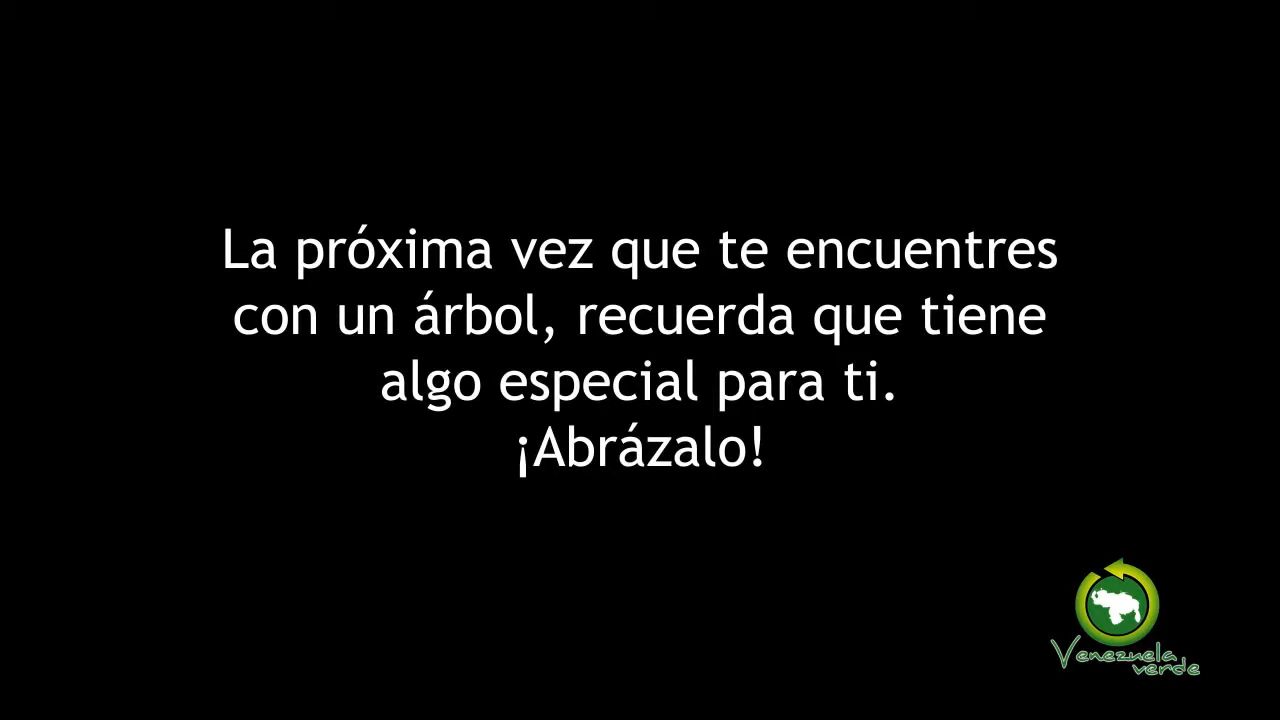 La próxima vez que te encuentres
con un árbol, recuerda que tiene
algo especial para ti.
¡Abrázalo!
Venezuela
verde